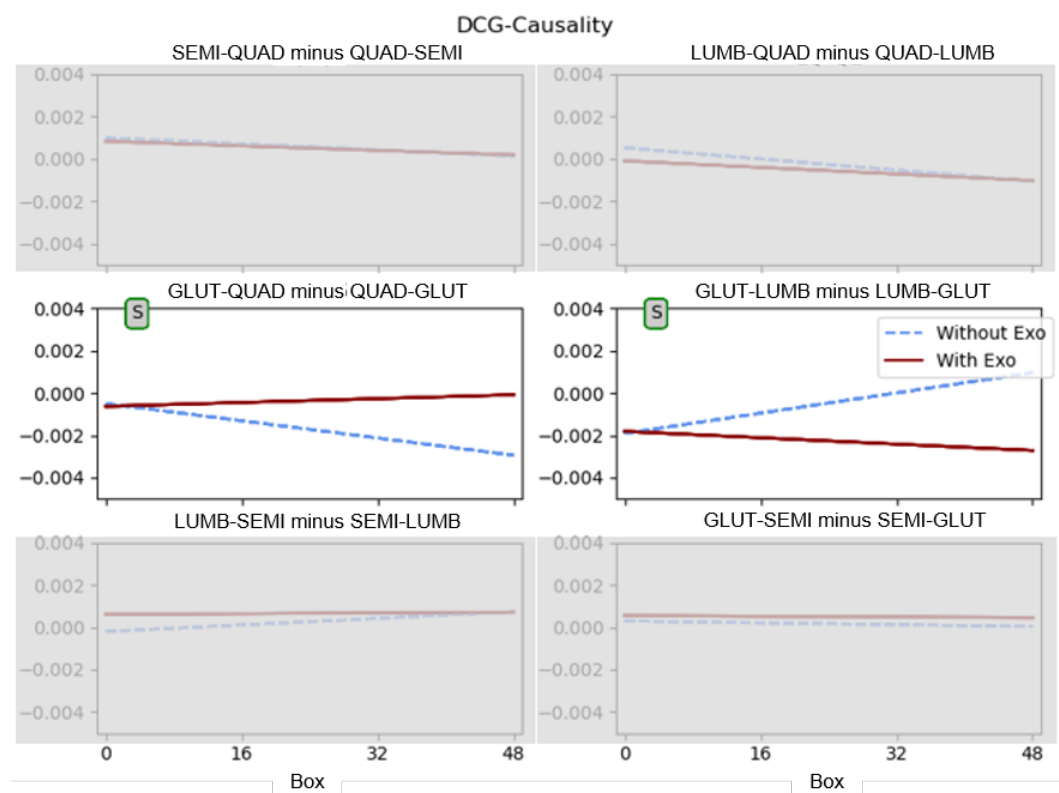 DCG-Causality
SEMI-QUAD minus QUAD-SEMI
LUMB-QUAD minus QUAD-LUMB
0.004
0.002
0.000
−0.002
−0.004
0.004
0.002
0.000
−0.002
−0.004
GLUT-QUAD minus QUAD-GLUT
GLUT-LUMB minus LUMB-GLUT
S
0.004
0.002
0.000
−0.002
−0.004
S
0.004
0.002
0.000
−0.002
−0.004
Without Exo
With Exo
LUMB-SEMI minus SEMI-LUMB
GLUT-SEMI minus SEMI-GLUT
0.004
0.002
0.000
−0.002
−0.004
0 16 32 48
Box
0.004
0.002
0.000
−0.002
−0.004
0 16 32 48
Box